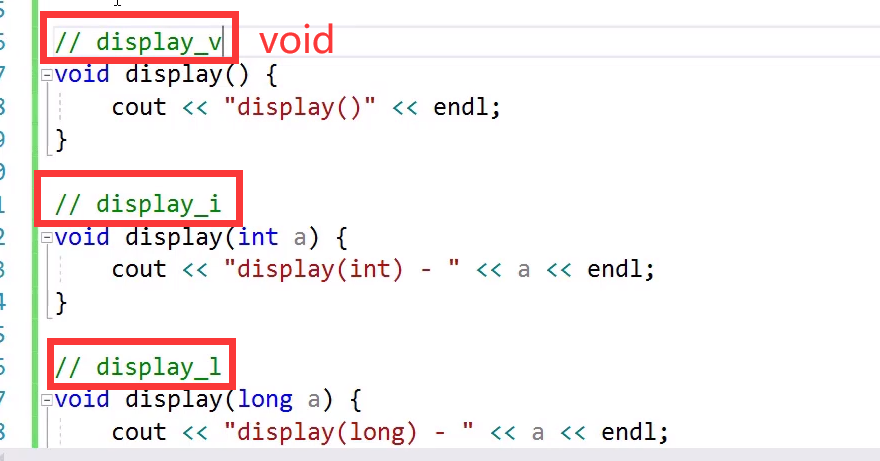 // display_v void
void display() {
cout << "display()" << endl;
}
// display_i
void display(int a) {
cout << "display(int) - " << a << endl;
}
// display_l
void display(long a) {
cout << "display(long) - " << a << endl;